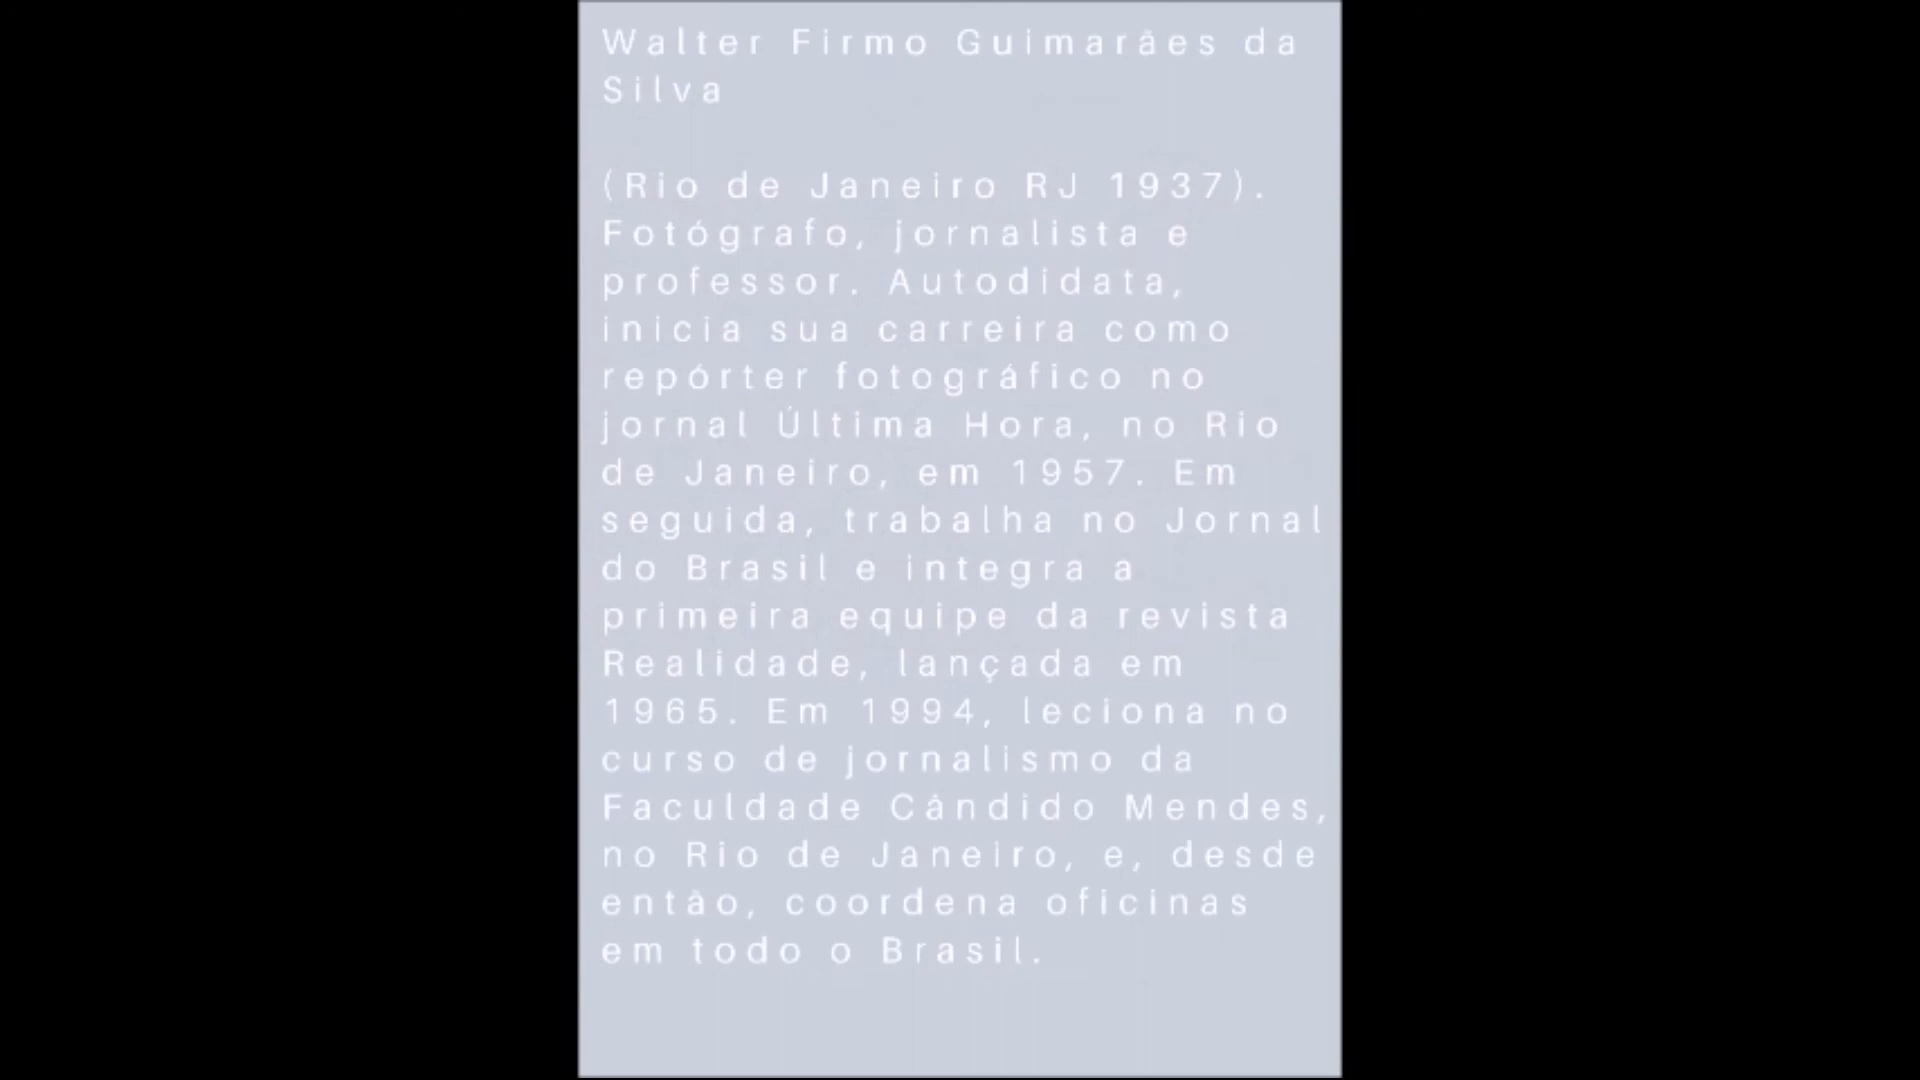 Walter Firmo Guimarães da
Silva
(Rio de Janeiro RJ 1937).
Fotógrafo, jornalista e
professor. Autodidata,
inicia sua carreira como
repórter fotográfico no
jornal Última Hora, no Rio
de Janeiro, em 1957. Em
seguida, trabalha no Jornal
do Brasil e integra a
primeira equipe da revista
Realidade, lançada em
1965. Em 1994, leciona no
curso de jornalismo da
Faculdade Cândido Mendes,
no Rio de Janeiro, e, desde
então, coordena oficinas
em todo o Brasil.